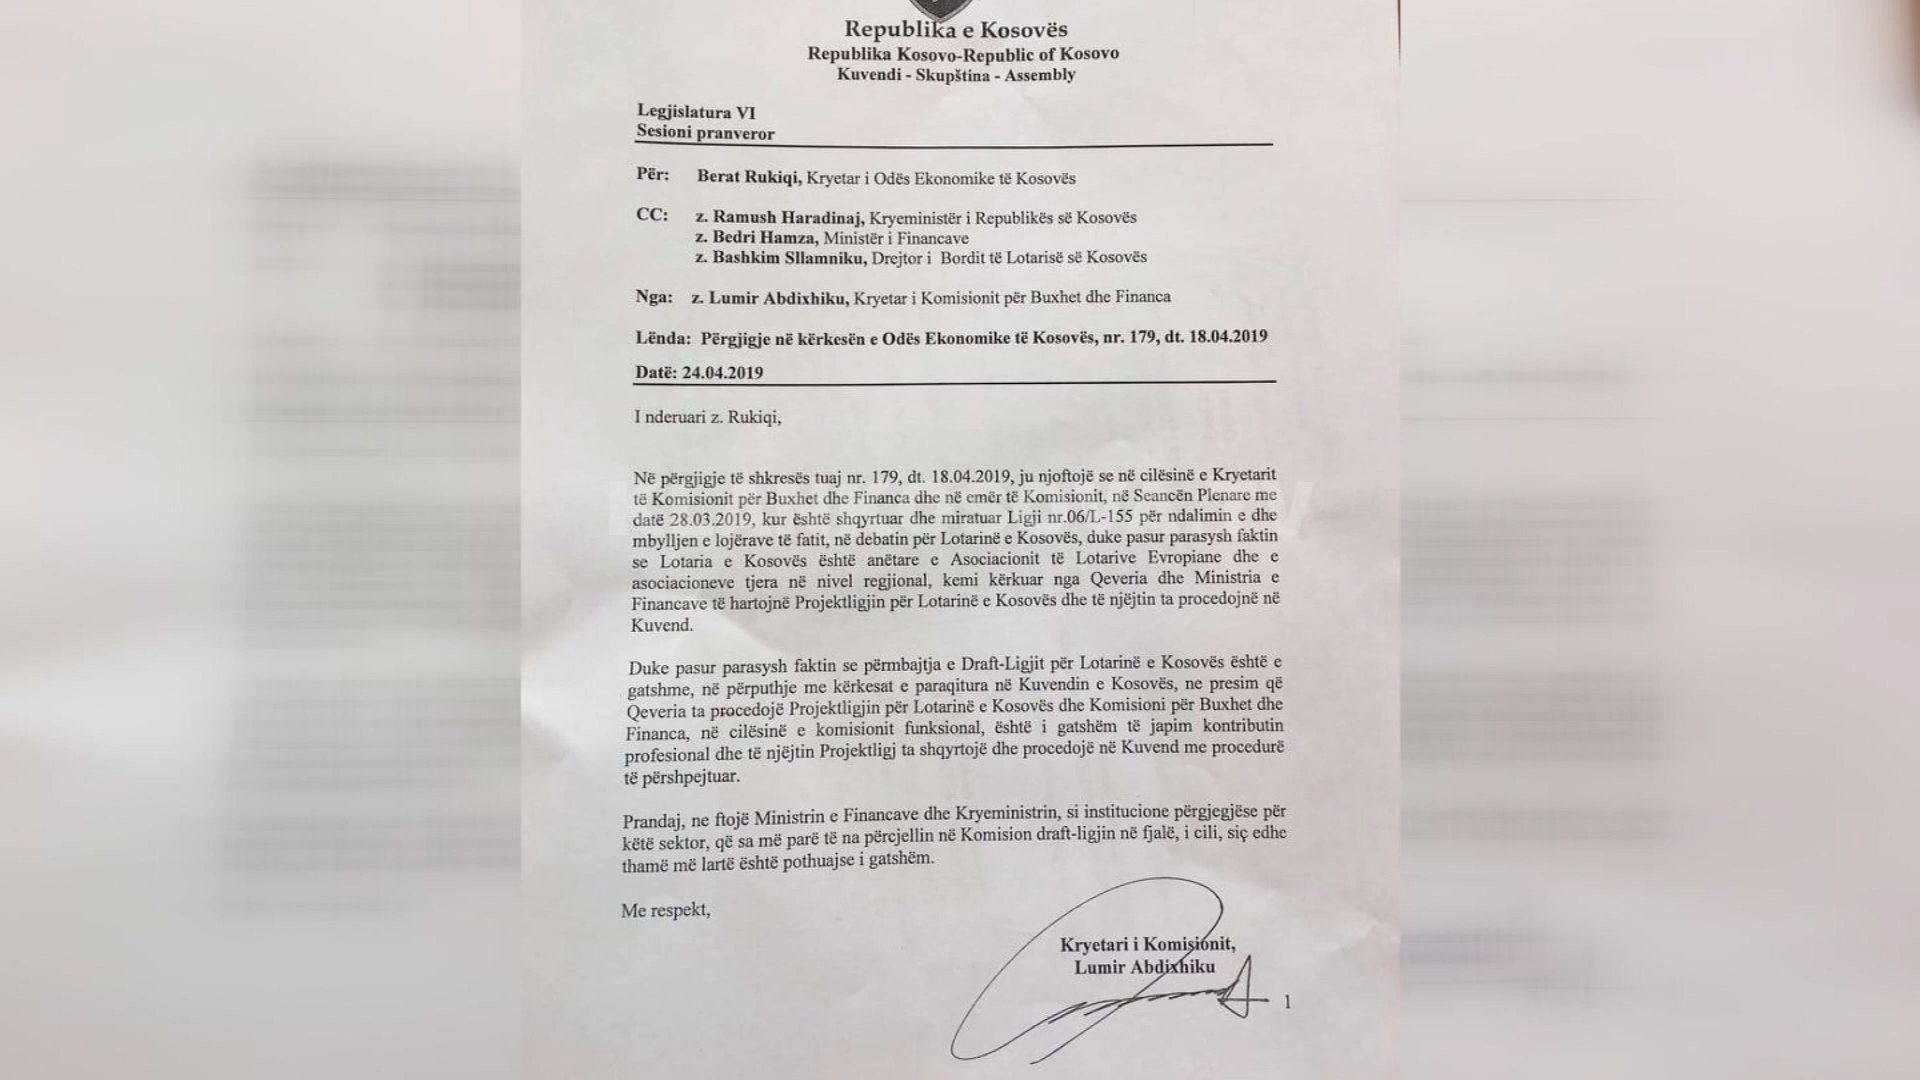 Republika e Kosovës
Republika Kosovo-Republic of Kosovo
Kuvendi - Skupština - Assembly
Legjislatura VI
Sesioni pranveror
Për: Berat Rukiqi, Kryetar i Odës Ekonomike të Kosovës
CC: z. Ramush Haradinaj, Kryeministër i Republikës së Kosovës
z. Bedri Hamza, Ministër i Financave
z. Bashkim Sllamniku, Drejtor i Bordit të Lotarisë së Kosovës
Nga: z. Lumir Abdixhiku, Kryetar i Komisionit për Buxhet dhe Financa
Lënda: Përgjigje në kërkesën e Odës Ekonomike të Kosovës, nr. 179, dt. 18.04.2019
Datë: 24.04.2019
I nderuari z. Rukiqi,
Në përgjigje të shkresës tuaj nr. 179, dt. 18.04.2019, ju njoftojë se në cilësinë e Kryetarit
të Komisionit për Buxhet dhe Financa dhe në emër të Komisionit, në Seancën Plenare me
datë 28.03.2019, kur është shqyrtuar dhe miratuar Ligji nr.06/L-155 për ndalimin e dhe
mbylljen e lojërave të fatit, në debatin për Lotarinë e Kosovës, duke pasur parasysh faktin
se Lotaria e Kosovës është anëtare e Asociacionit të Lotarive Evropiane dhe e
asociacioneve tjera në nivel regjional, kemi kërkuar nga Qeveria dhe Ministria e
Financave të hartojnë Projektligjin për Lotarinë e Kosovës dhe të njëjtin ta procedojnë në
Kuvend.
Duke pasur parasysh faktin se përmbajtja e Draft-Ligjit për Lotarinë e Kosovës është e
gatshme, në përputhje me kërkesat e paraqitura në Kuvendin e Kosovës, ne presim që
Qeveria ta procedojë Projektligjin për Lotarinë e Kosovës dhe Komisioni për Buxhet dhe
Financa, në cilësinë e komisionit funksional, është i gatshëm të japim kontributin
profesional dhe të njëjtin Projektligj ta shqyrtojë dhe procedojë në Kuvend me procedurë
të përshpejtuar.
Prandaj, ne ftojë Ministrin e Financave dhe Kryeministrin, si institucione përgjegjëse për
këtë sektor, që sa më parë të na përcjellin në Komision draft-ligjin në fjalë, i cili, siç edhe
thamë më lartë është pothuajse i gatshëm.
Me respekt,
Kryetari i Komisionit,
Lumir Abdixhiku
1